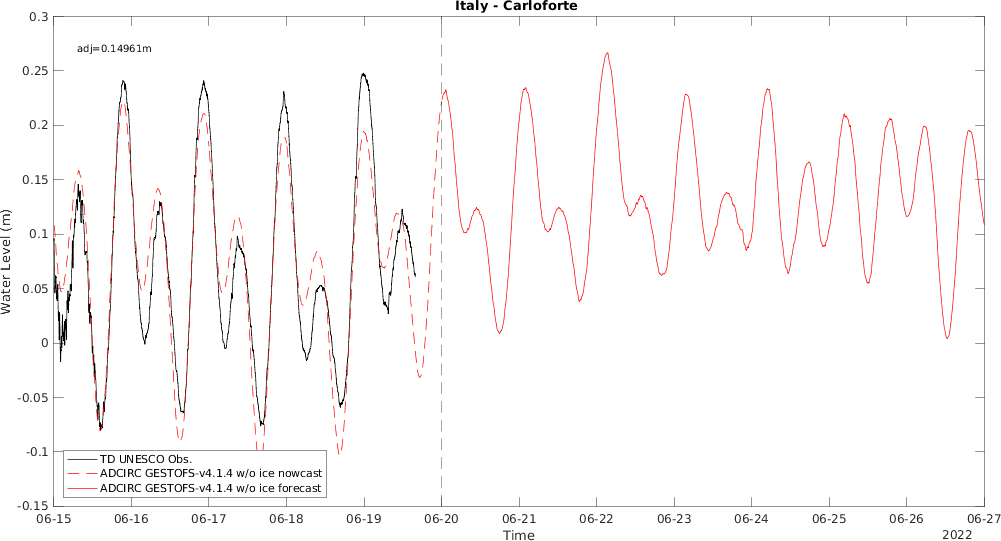 Italy - Carloforte
adj=0.14961m
0.3
0.25
0.2
0.15
0.1
0.05
0
-0.05
-0.1
-0.15
Water Level (m)
TD UNESCO Obs.
ADCIRC GESTOFS-v4.1.4 w/o ice nowcast
ADCIRC GESTOFS-v4.1.4 w/o ice forecast
06-15 06-16 06-17 06-18 06-19 06-20 06-21 06-22 06-23 06-24 06-25 06-26 06-27
Time
2022